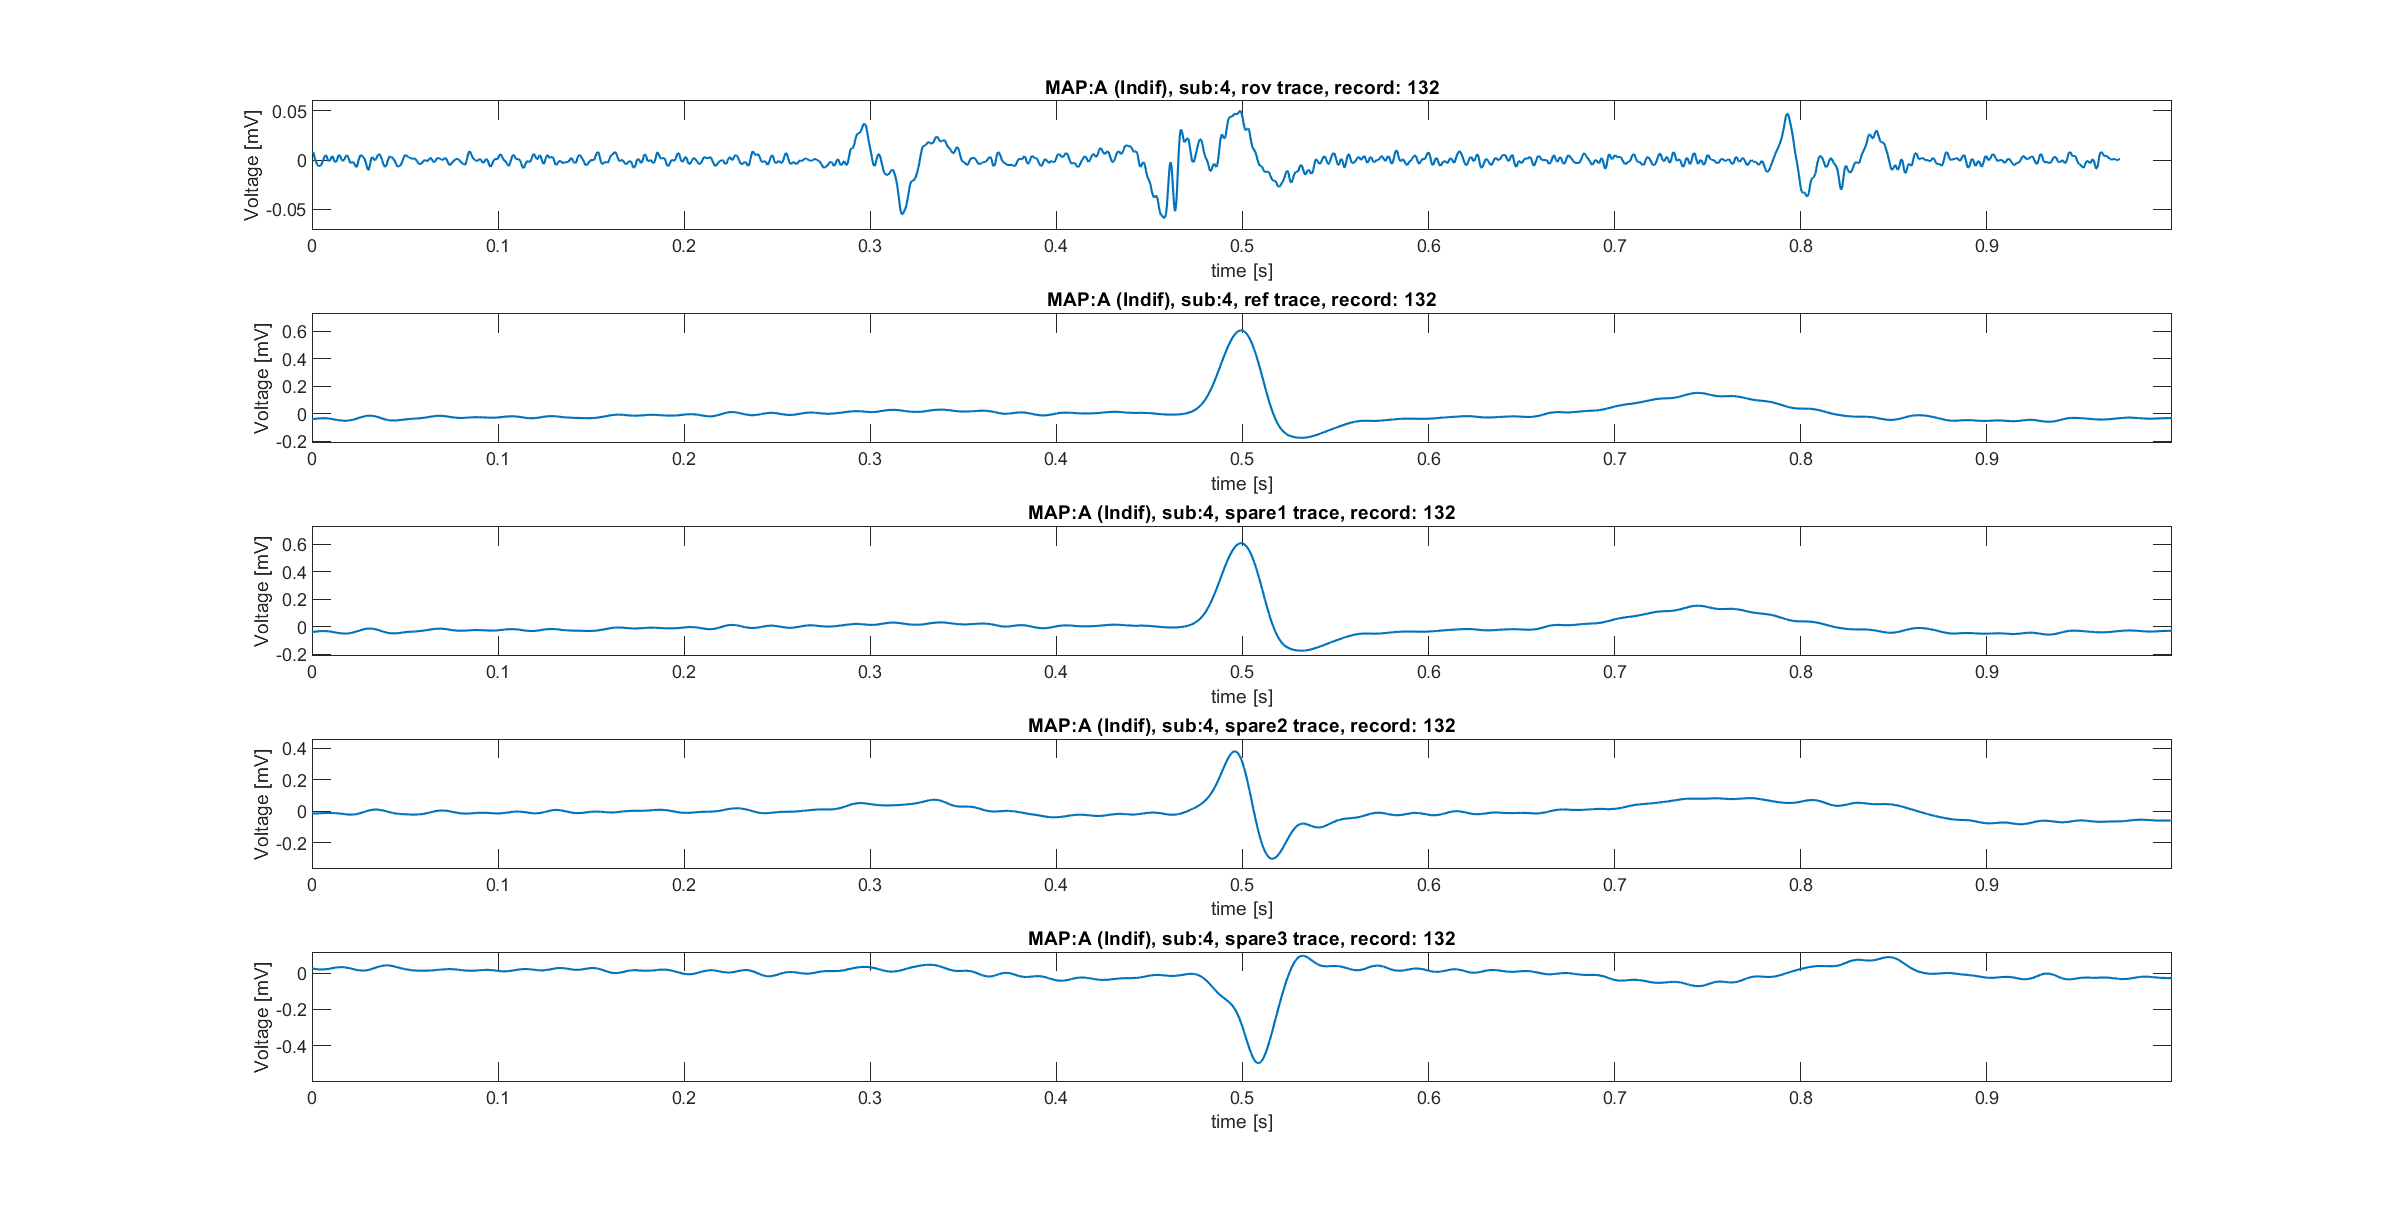 MAP:A (Indif), sub:4, rov trace, record: 132
Voltage [mV]
0.05
0
-0.05
0 0.1 0.2 0.3 0.4 0.5 0.6 0.7 0.8 0.9
time [s]
MAP:A (Indif), sub:4, ref trace, record: 132
Voltage [mV]
0.6
0.4
0.2
0
-0.2
0 0.1 0.2 0.3 0.4 0.5 0.6 0.7 0.8 0.9
time [s]
MAP:A (Indif), sub:4, spare1 trace, record: 132
Voltage [mV]
0.6
0.4
0.2
0
-0.2
0 0.1 0.2 0.3 0.4 0.5 0.6 0.7 0.8 0.9
time [s]
MAP:A (Indif), sub:4, spare2 trace, record: 132
Voltage [mV]
0.4
0.2
0
-0.2
0 0.1 0.2 0.3 0.4 0.5 0.6 0.7 0.8 0.9
time [s]
MAP:A (Indif), sub:4, spare3 trace, record: 132
Voltage [mV]
0
-0.2
-0.4
0 0.1 0.2 0.3 0.4 0.5 0.6 0.7 0.8 0.9
time [s]